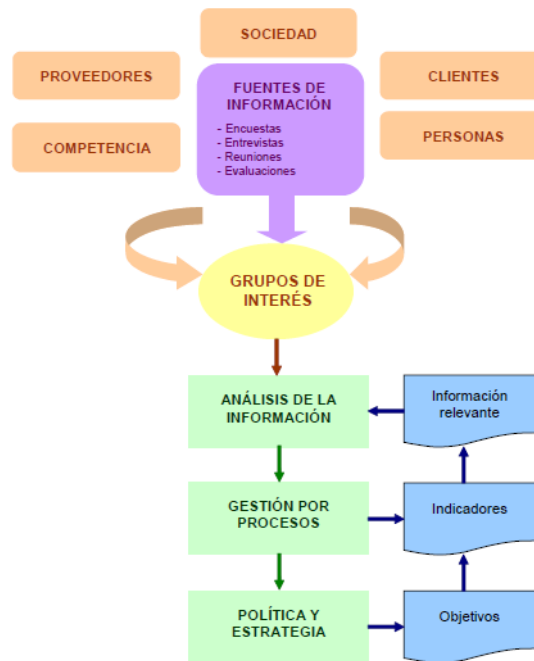 SOCIEDAD
PROVEEDORES
CLIENTES
FUENTES DE
INFORMACIÓN
- Encuestas
- Entrevistas
- Reuniones
- Evaluaciones
COMPETENCIA
PERSONAS
GRUPOS DE
INTERÉS
ANÁLISIS DE LA
INFORMACIÓN
Información
relevante
GESTIÓN POR
PROCESOS
Indicadores
POLÍTICA Y
ESTRATEGIA
Objetivos